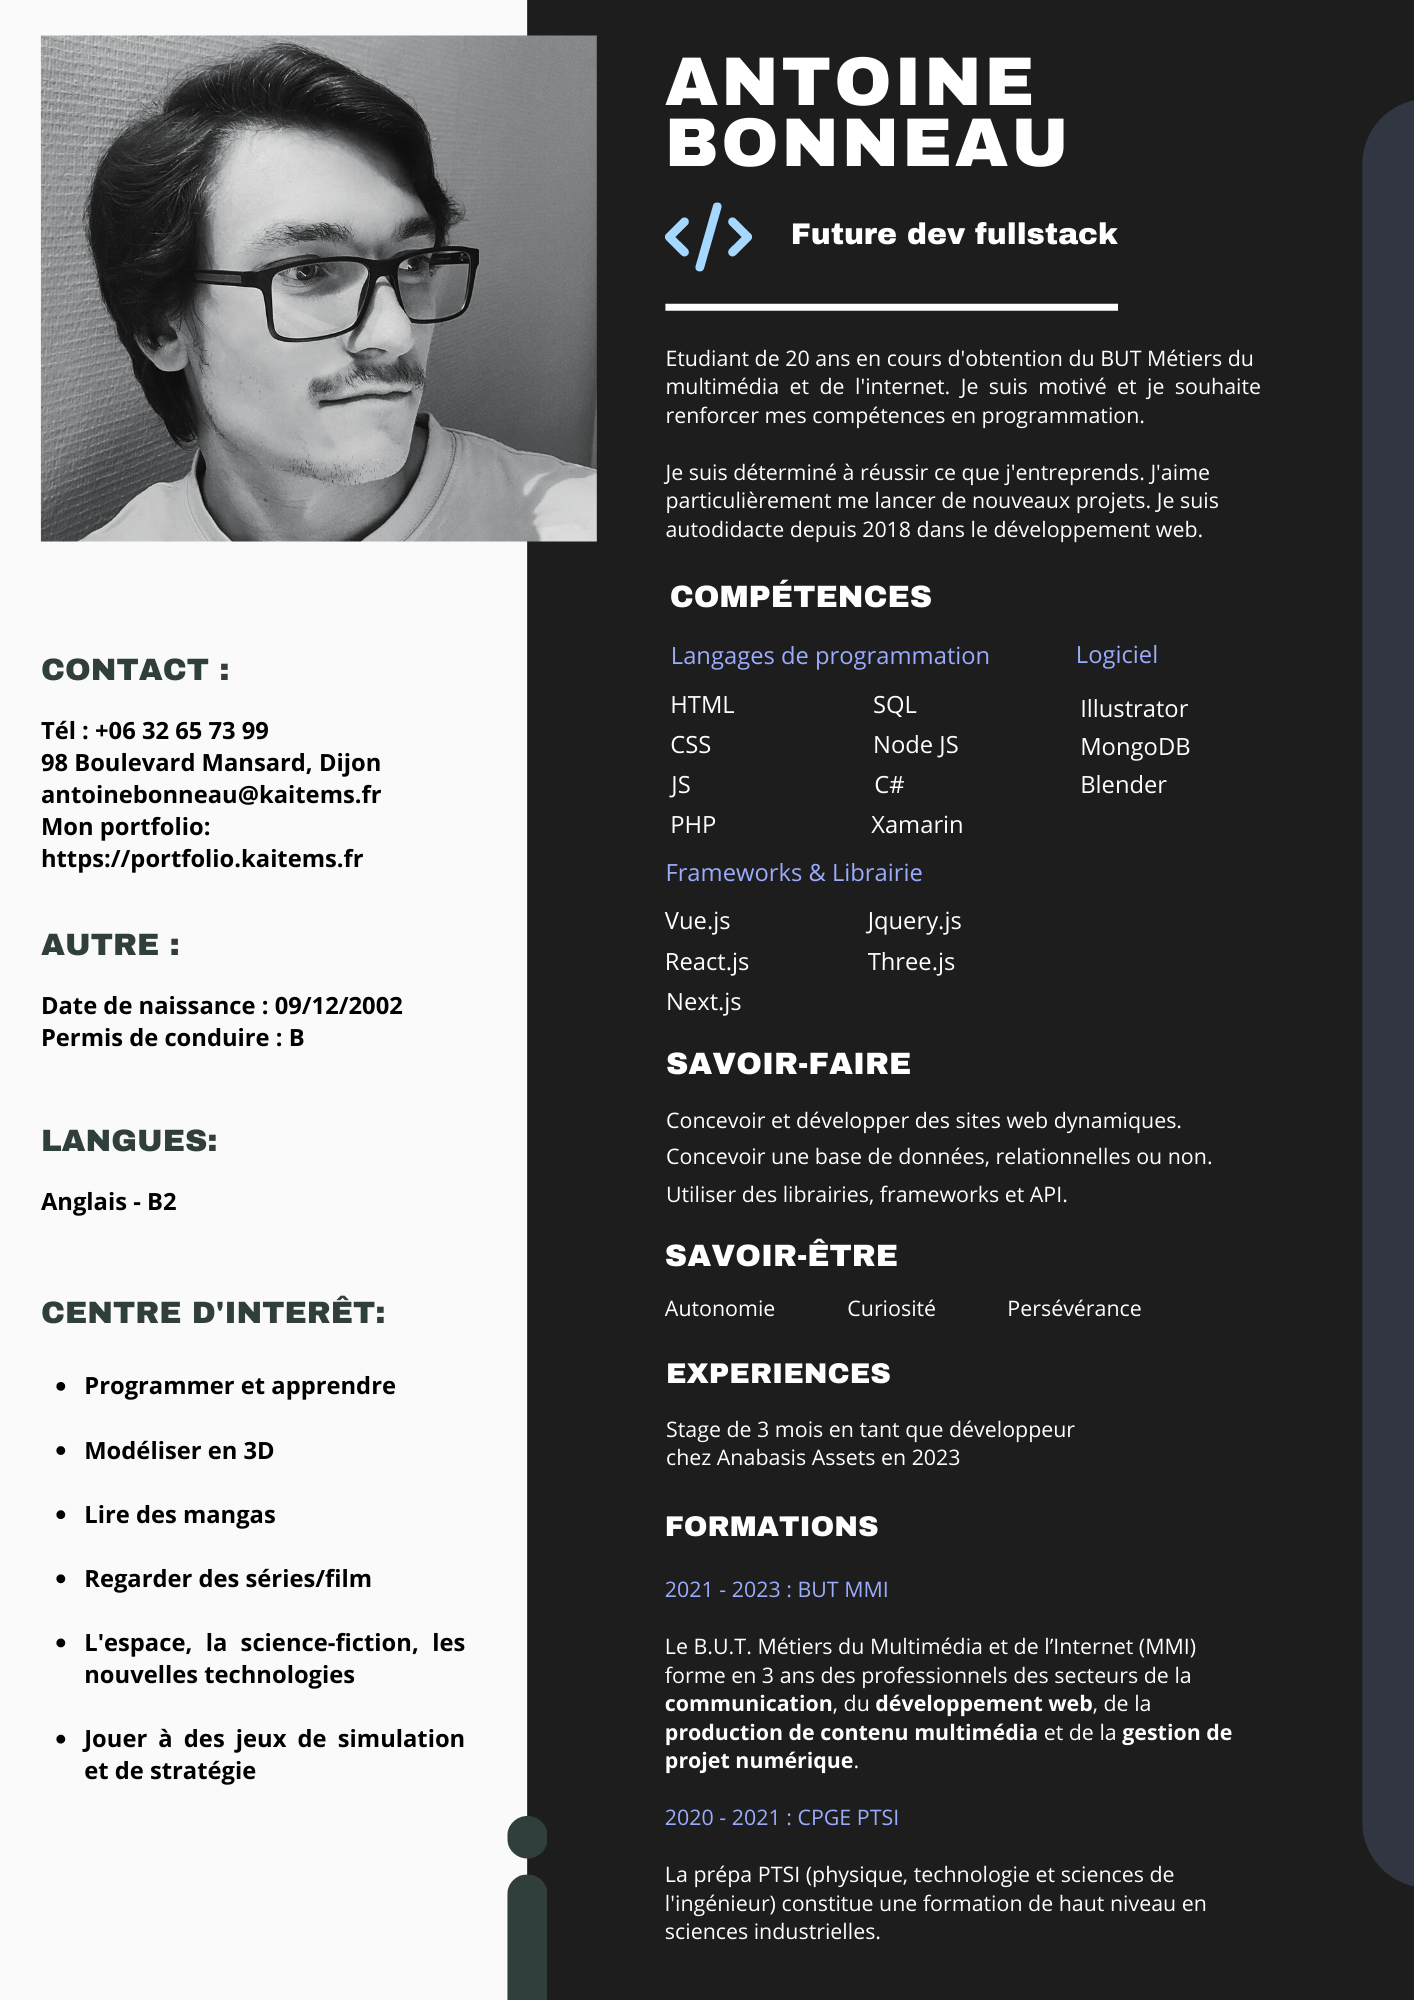 ANTOINE
BONNEAU
Future dev fullstack
Etudiant de 20 ans en cours d'obtention du BUT Métiers du
multimédia et de l'internet. Je suis motivé et je souhaite
renforcer mes compétences en programmation.
Je suis déterminé à réussir ce que j'entreprends. J'aime
particulièrement me lancer de nouveaux projets. Je suis
autodidacte depuis 2018 dans le développement web.
CONTACT :
Tél : +06 32 65 73 99
98 Boulevard Mansard, Dijon
antoinebonneau@kaitems.fr
Mon portfolio:
https://portfolio.kaitems.fr
AUTRE :
Date de naissance : 09/12/2002
Permis de conduire : B
LANGUES:
Anglais - B2
CENTRE D'INTERÊT:
• Programmer et apprendre
• Modéliser en 3D
• Lire des mangas
• Regarder des séries/film
• L'espace, la science-fiction, les
nouvelles technologies
• Jouer à des jeux de simulation
et de stratégie
COMPÉTENCES
Langages de programmation
HTML SQL
CSS Node JS
JS C#
PHP Xamarin
Logiciel
Illustrator
MongoDB
Blender
Frameworks & Librairie
Vue.js Jquery.js
React.js Three.js
Next.js
SAVOIR-FAIRE
Concevoir et développer des sites web dynamiques.
Concevoir une base de données, relationnelles ou non.
Utiliser des librairies, frameworks et API.
SAVOIR-ÊTRE
Autonomie Curiosité Persévérance
EXPERIENCES
Stage de 3 mois en tant que développeur
chez Anabasis Assets en 2023
FORMATIONS
2021 - 2023 : BUT MMI
Le B.U.T. Métiers du Multimédia et de l’Internet (MMI)
forme en 3 ans des professionnels des secteurs de la
communication, du développement web, de la
production de contenu multimédia et de la gestion de
projet numérique.
2020 - 2021 : CPGE PTSI
La prépa PTSI (physique, technologie et sciences de
l'ingénieur) constitue une formation de haut niveau en
sciences industrielles.